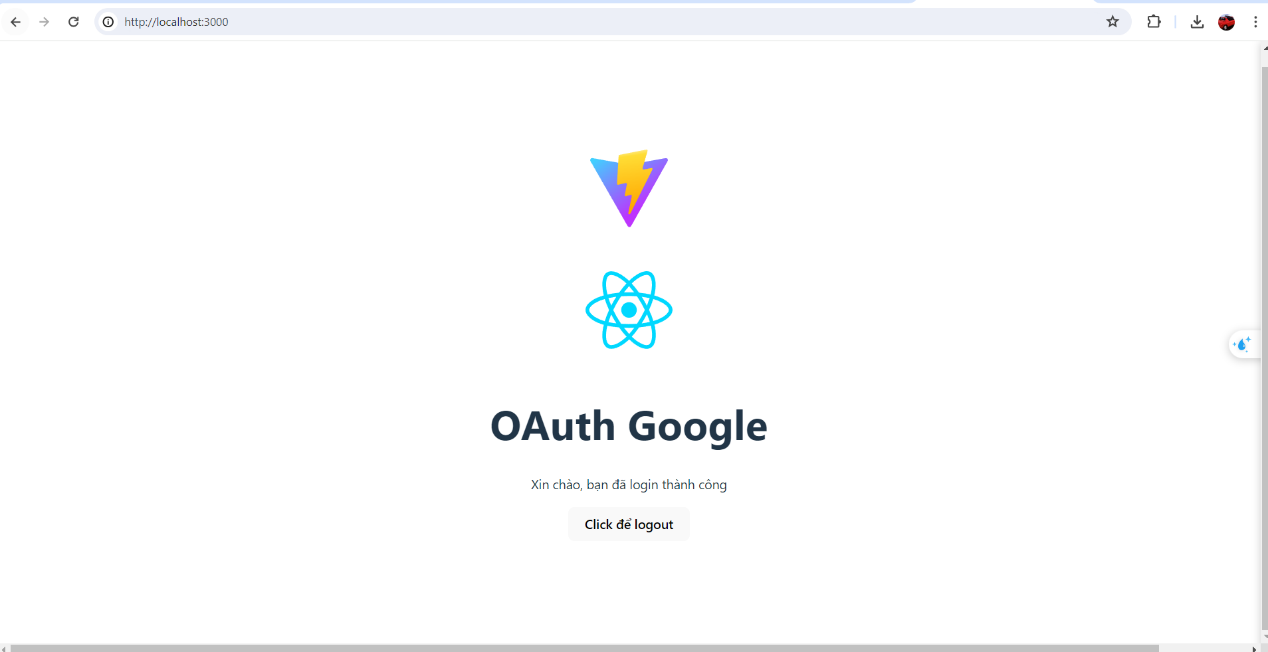 http://localhost:3000
OAuth Google
Xin chào, bạn đã login thành công
Click để logout